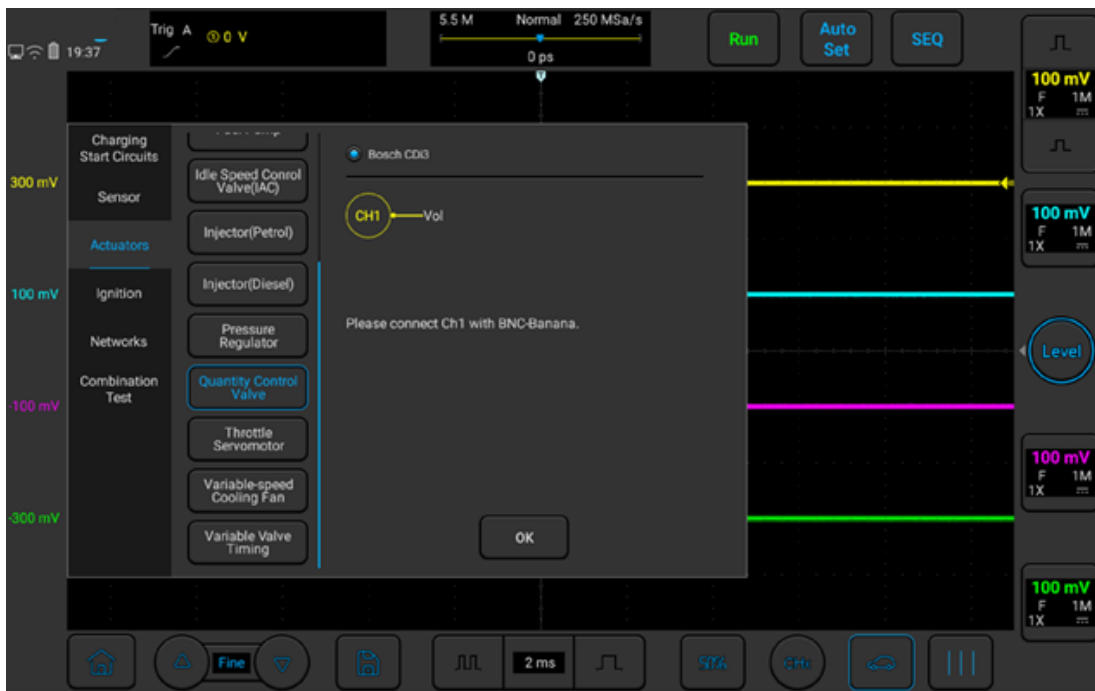 19:37
Trig A ① 0 V
5.5 M Normal 250 MSa/s
0 ps
T
Run
Auto
Set
SEQ
100 mV
F 1M
1X
300 mV
100 mV
-100 mV
-300 mV
Charging
Start Circuits
Sensor
Actuators
Ignition
Networks
Combination
Test
Idle Speed Conrol
Valve(IAC)
Injector(Petrol)
Injector(Diesel)
Pressure
Regulator
Quantity Control
Valve
Throttle
Servomotor
Variable-speed
Cooling Fan
Variable Valve
Timing
Bosch CDi3
CH1 Vol
Please connect Ch1 with BNC-Banana.
OK
100 mV
F 1M
1X
Level
100 mV
F 1M
1X
100 mV
F 1M
1X
Fine
2 ms
50%